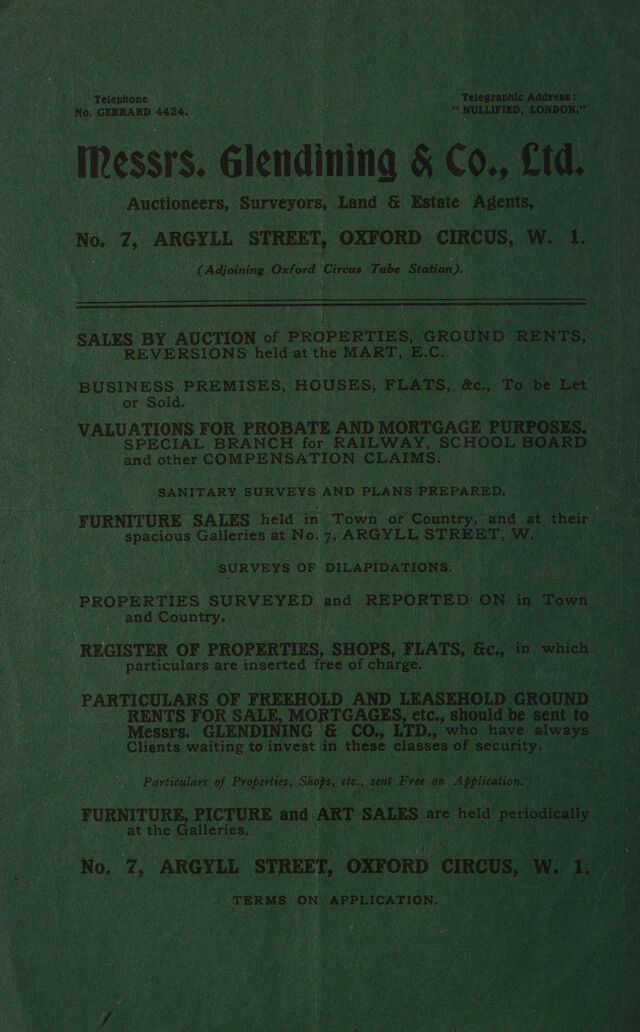 Telephone
No. GERRARD 4424.
Telegraphic Address:
"NULLIFIED, LONDON."
Messrs. Glendining & Co., Ltd.
Auctioneers, Surveyors, Land & Estate Agents,
No. 7, ARGYLL STREET, OXFORD CIRCUS, W. 1.
(Adjoining Oxford Circus Tube Station).
SALES BY AUCTION of PROPERTIES, GROUND RENTS,
REVERSIONS held at the MART, E.C.
BUSINESS PREMISES, HOUSES, FLATS, &c., To be Let
or Sold.
VALUATIONS FOR PROBATE AND MORTGAGE PURPOSES.
SPECIAL BRANCH for RAILWAY, SCHOOL BOARD
and other COMPENSATION CLAIMS.
SANITARY SURVEYS AND PLANS PREPARED.
FURNITURE SALES held in Town or Country, and at their
spacious Galleries at No. 7, ARGYLL STREET, W.
SURVEYS OF DILAPIDATIONS.
PROPERTIES SURVEYED and REPORTED ON in Town
and Country.
REGISTER OF PROPERTIES, SHOPS, FLATS, &c., in which
particulars are inserted free of charge.
PARTICULARS OF FREEHOLD AND LEASEHOLD GROUND
RENTS FOR SALE, MORTGAGES, etc., should be sent to
Messrs. GLENDINING & CO., LTD., who have always
Clients waiting to invest in these classes of security.
Particulars of Properties, Shops, etc., sent Free on Application.
FURNITURE, PICTURE and ART SALES are held periodically
at the Galleries,
No. 7, ARGYLL STREET, OXFORD CIRCUS, W. 1.
TERMS ON APPLICATION.